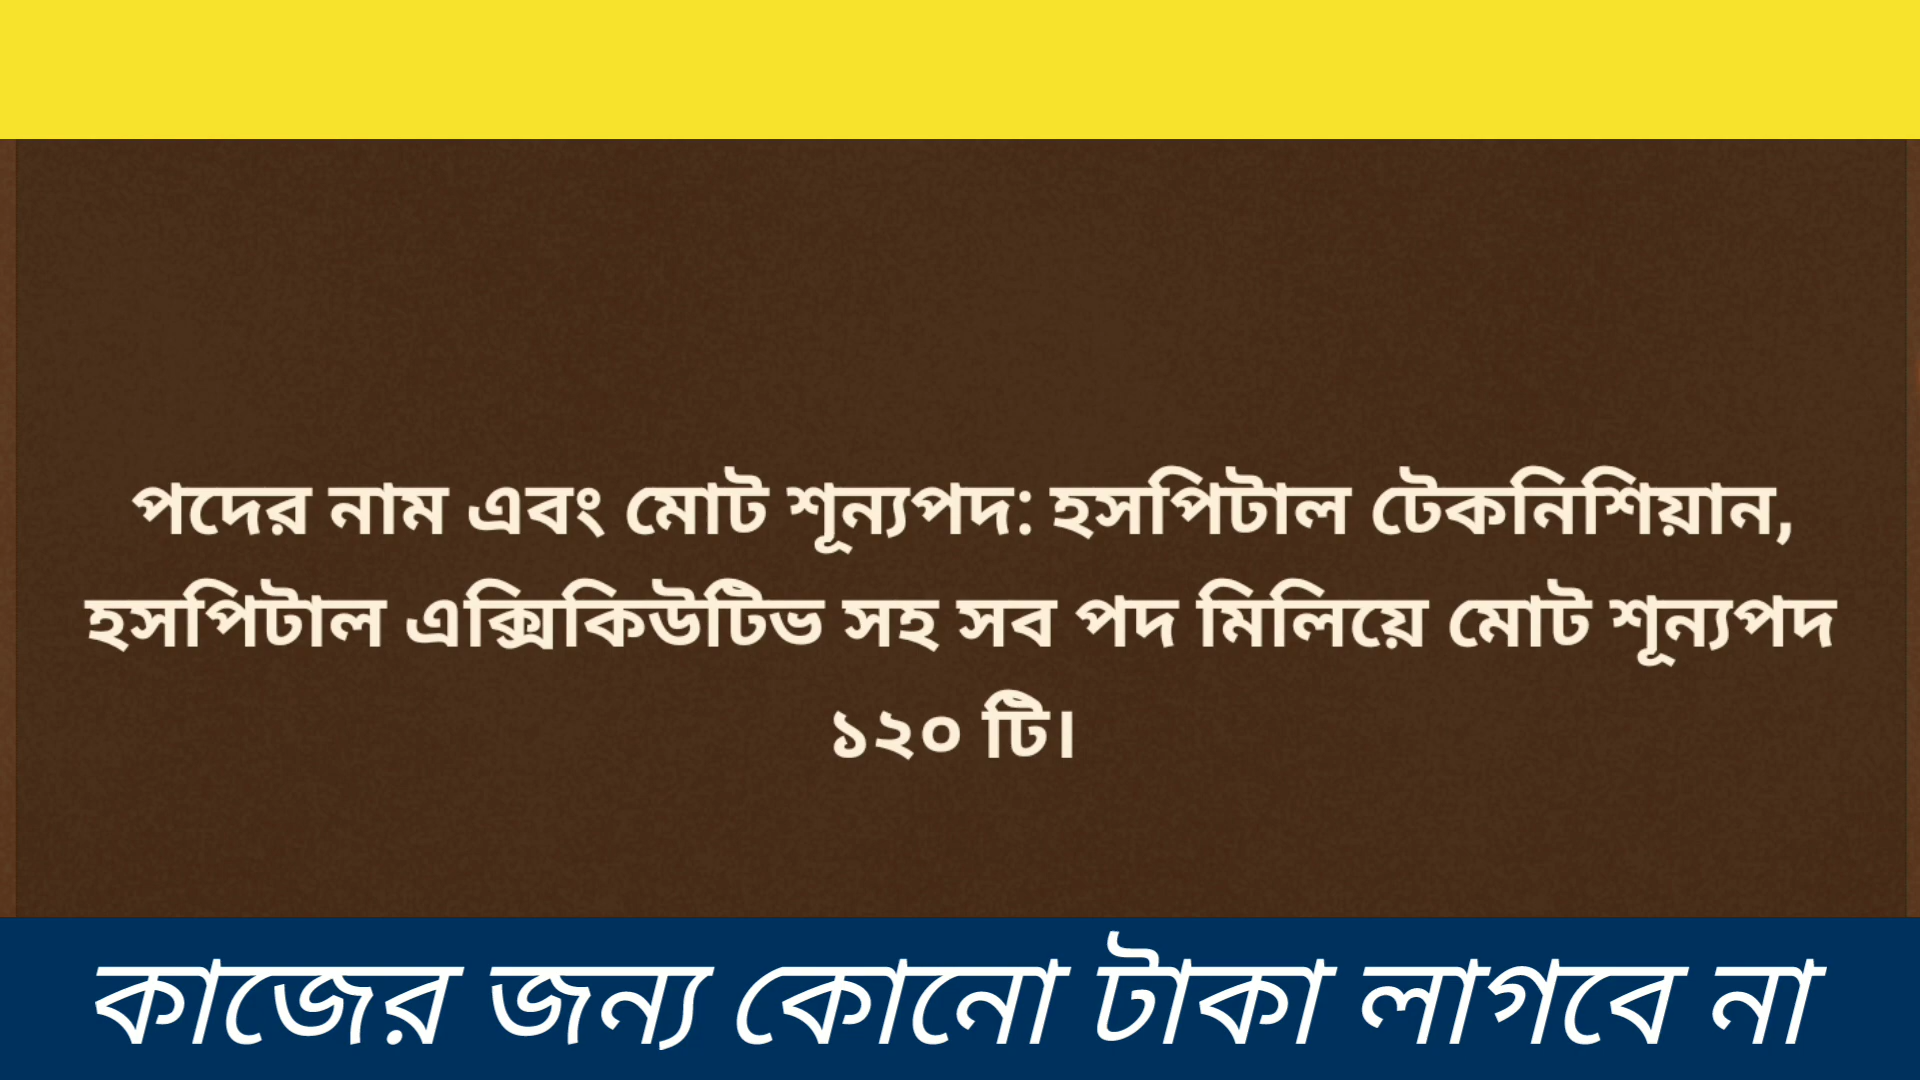 পদের নাম এবং মোট শূন্যপদ: হসপিটাল টেকনিশিয়ান,
হসপিটাল এক্সিকিউটিভ সহ সব পদ মিলিয়ে মোট শূন্যপদ
১২০ টি।
কাজের জন্য কোনো টাকা লাগবে না